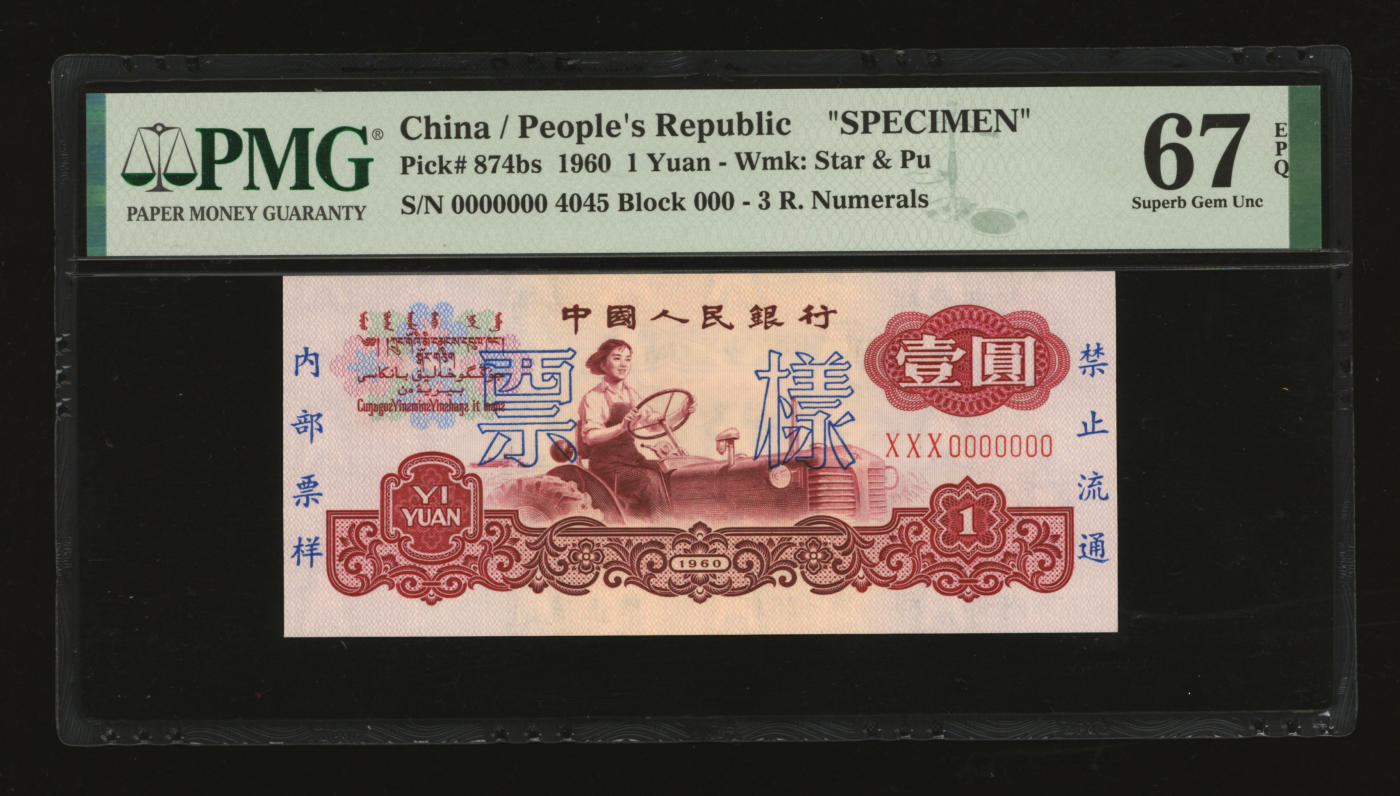 PMG®
PAPER MONEY GUARANTY
China / People's Republic "SPECIMEN"
Pick# 874bs 1960 1 Yuan - Wmk: Star & Pu
S/N 0000000 4045 Block 000 - 3 R. Numerals
67
EPQ
Superb Gem Unc
中國人民銀行
壹圓
票樣
内部票样
禁止流通
XXX0000000
YI
YUAN
1960
1